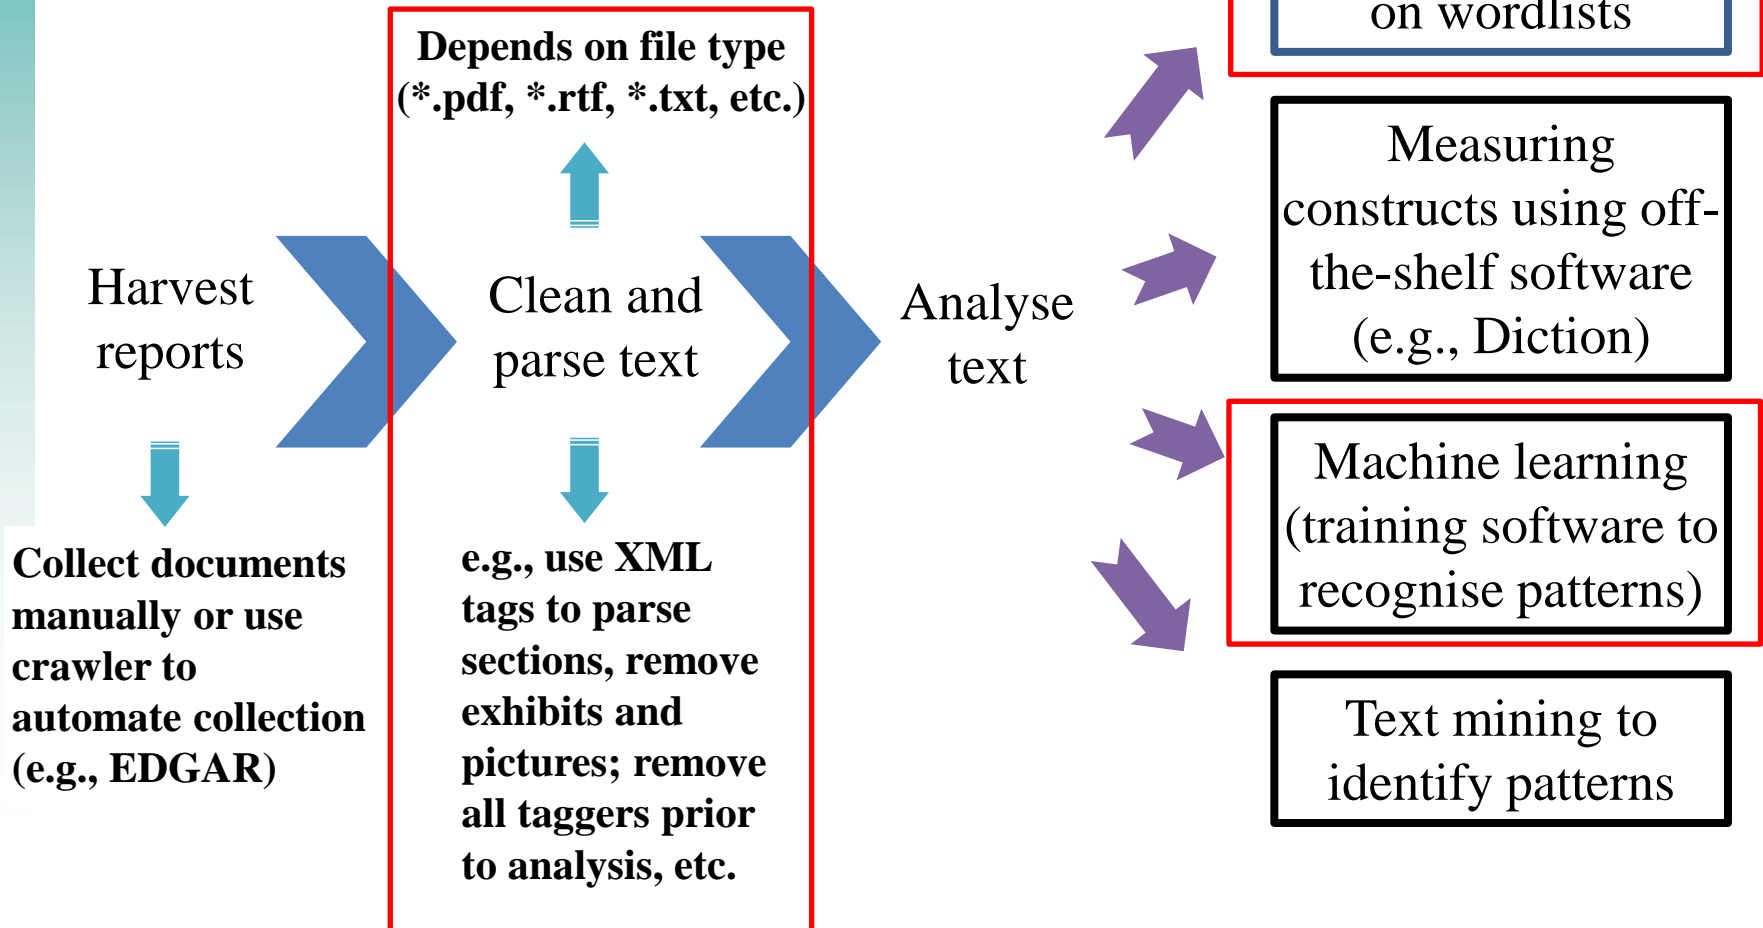 Depends on file type
(*.pdf, *.rtf, *.txt, etc.)
Harvest
reports
Collect documents
manually or use
crawler to
automate collection
(e.g., EDGAR)
Clean and
parse text
e.g., use XML
tags to parse
sections, remove
exhibits and
pictures; remove
all taggers prior
to analysis, etc.
Analyse
text
on wordlists
Measuring
constructs using off-
the-shelf software
(e.g., Diction)
Machine learning
(training software to
recognise patterns)
Text mining to
identify patterns